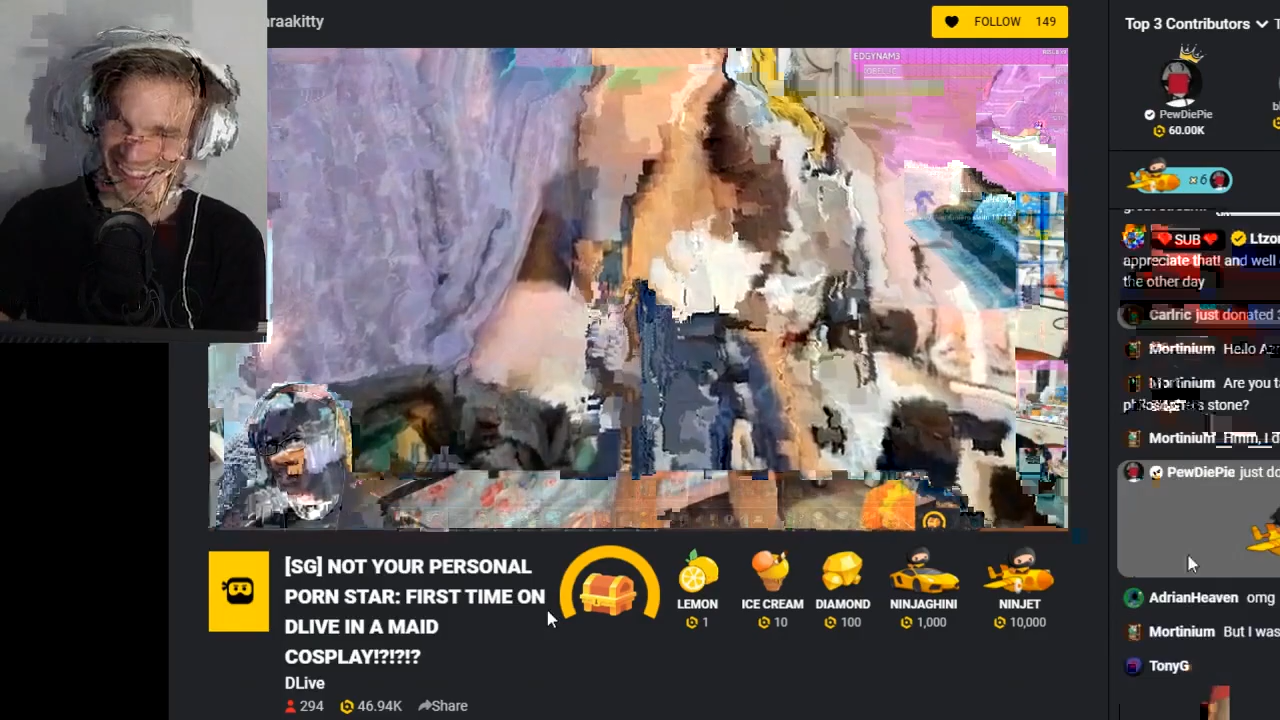 araakitty
FOLLOW 149
EDGYNAM3
Top 3 Contributors
PewDiePie
60.00K
× 6
SUB
appreciate that! and well
the other day
Carlric just donated
Mortinium Hello
Mortinium Are you
stone?
Mortinium Hmm, I
PewDiePie just do
AdrianHeaven omg
Mortinium But I was
TonyG
[SG] NOT YOUR PERSONAL
PORN STAR: FIRST TIME ON
DLIVE IN A MAID
COSPLAY!?!?!?
DLive
294 46.94K Share
LEMON
1
ICE CREAM
10
DIAMOND
100
NINJAGHINI
1,000
NINJET
10,000